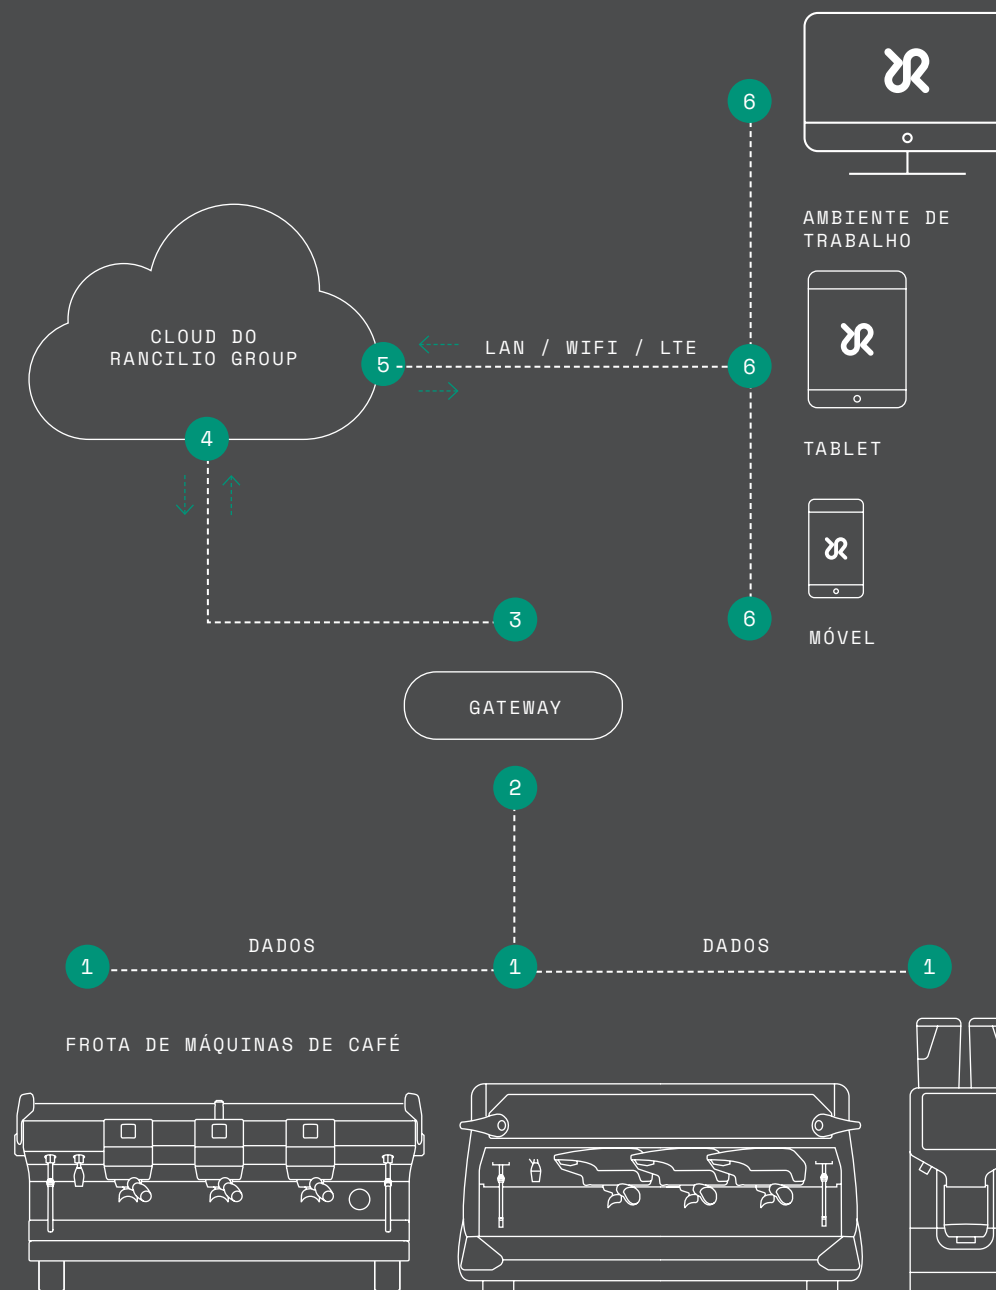 6
AMBIENTE DE
TRABALHO
CLOUD DO
RANCILIO GROUP
5
LAN / WIFI / LTE
6
4
TABLET
3
6
MÓVEL
GATEWAY
2
DADOS
DADOS
1
1
1
FROTA DE MÁQUINAS DE CAFÉ